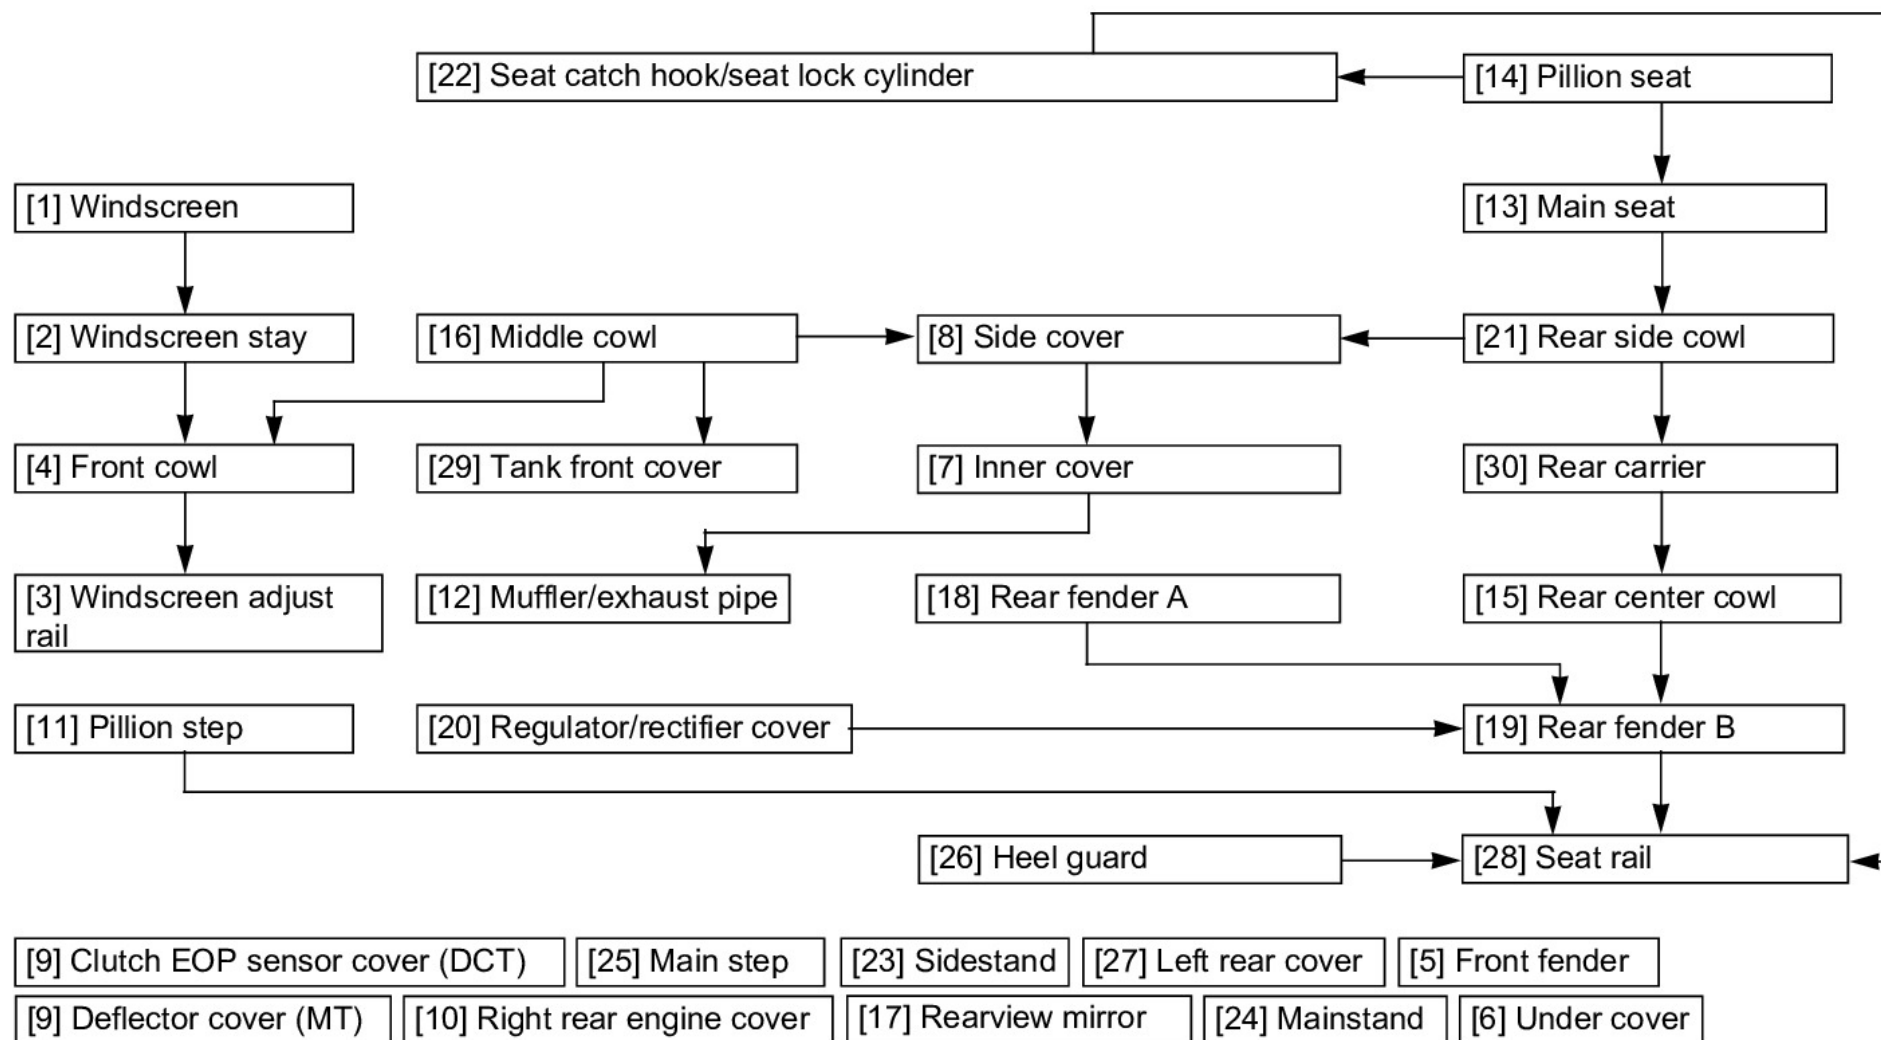 [22] Seat catch hook/seat lock cylinder
[14] Pillion seat
[1] Windscreen
[13] Main seat
[2] Windscreen stay
[16] Middle cowl
[8] Side cover
[21] Rear side cowl
[4] Front cowl
[29] Tank front cover
[7] Inner cover
[30] Rear carrier
[3] Windscreen adjust
rail
[12] Muffler/exhaust pipe
[18] Rear fender A
[15] Rear center cowl
[11] Pillion step
[20] Regulator/rectifier cover
[19] Rear fender B
[26] Heel guard
[28] Seat rail
[9] Clutch EOP sensor cover (DCT)
[25] Main step
[23] Sidestand
[27] Left rear cover
[5] Front fender
[9] Deflector cover (MT)
[10] Right rear engine cover
[17] Rearview mirror
[24] Mainstand
[6] Under cover